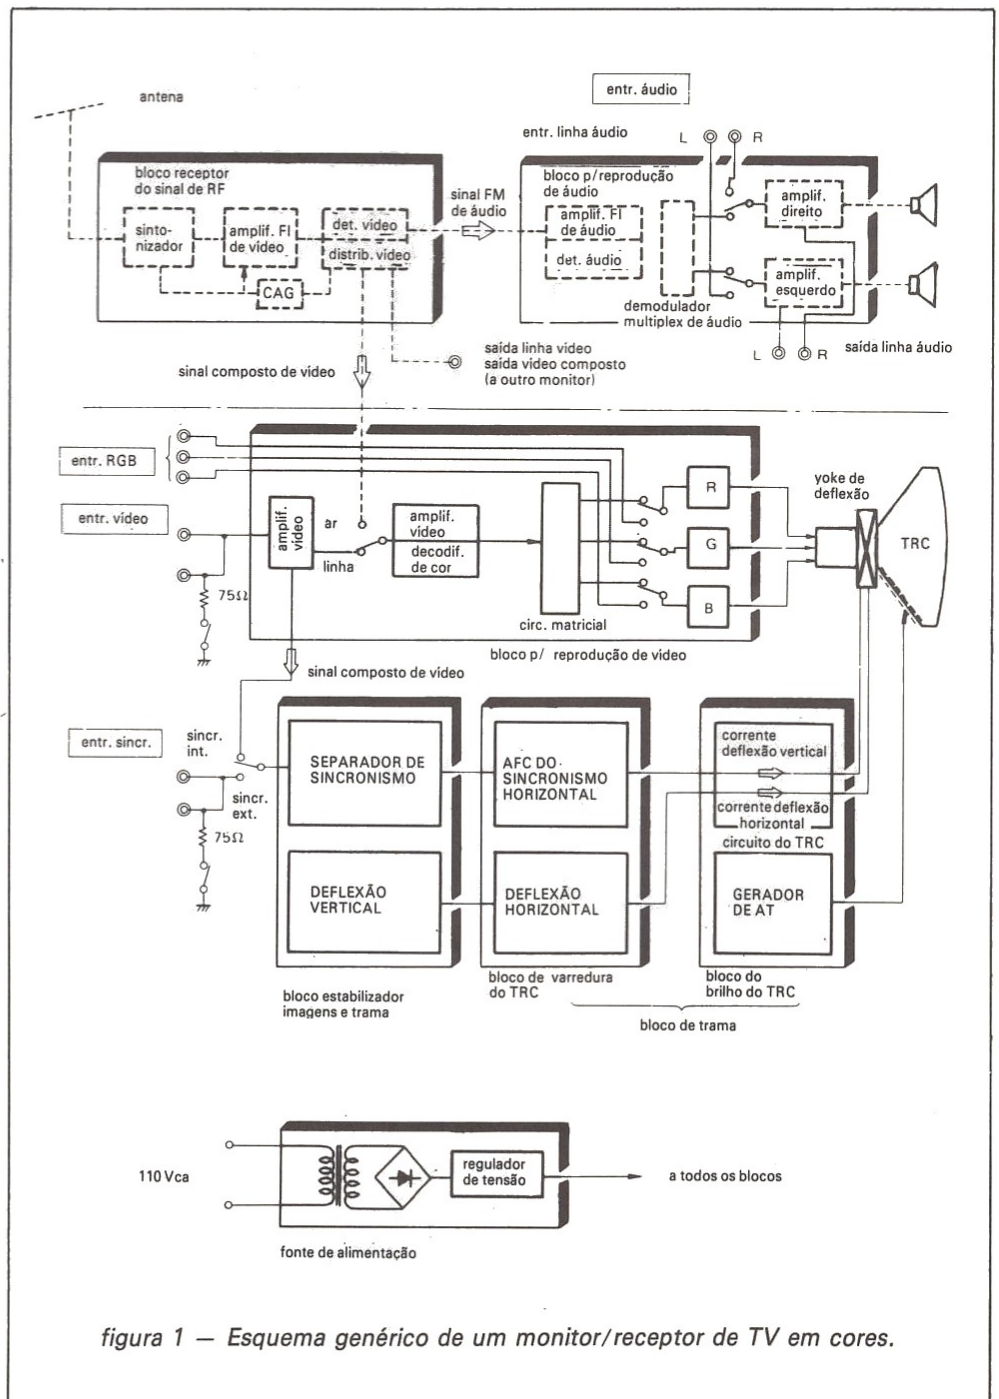 antena
entr. áudio
entr. linha áudio
L
R
bloco receptor
do sinal de RF
sinto-
nizador
amplif. FI
de vídeo
det. vídeo
distrib. vídeo
CAG
sinal FM
de áudio
bloco p/reprodução
de áudio
amplif. FI
de áudio
det. áudio
amplif.
direito
amplif.
esquerdo
demodulador
multiplex de áudio
L
R
saída linha áudio
sinal composto de vídeo
saída linha vídeo
saída vídeo composto
(a outro monitor)
entr. RGB
entr. vídeo
75Ω
amplif.
vídeo
ar
linha
amplif.
vídeo
decodif.
de cor
circ. matricial
R
G
B
yoke de
deflexão
TRC
bloco p/ reprodução de vídeo
sinal composto de vídeo
entr. sincr.
sincr.
int.
sincr.
ext.
75Ω
SEPARADOR DE
SINCRONISMO
DEFLEXÃO
VERTICAL
AFC DO
SINCRONISMO
HORIZONTAL
DEFLEXÃO
HORIZONTAL
corrente
deflexão vertical
corrente deflexão
horizontal
circuito do TRC
GERADOR
DE AT
bloco estabilizador
imagens e trama
bloco de varredura
do TRC
bloco do
brilho do TRC
bloco de trama
110 Vca
regulador
de tensão
a todos os blocos
fonte de alimentação
figura 1 — Esquema genérico de um monitor/receptor de TV em cores.